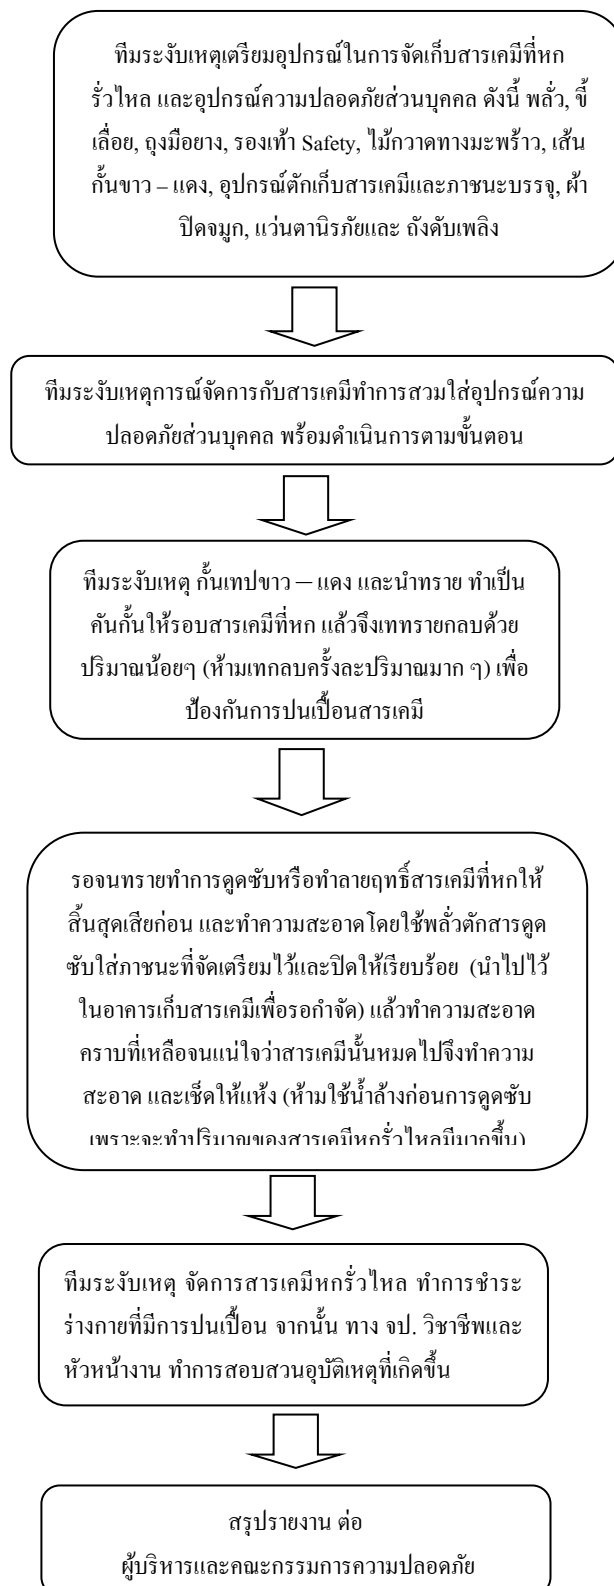 ทีมระงับเหตุเตรียมอุปกรณ์ในการจัดเก็บสารเคมีที่หก
รั่วไหล และอุปกรณ์ความปลอดภัยส่วนบุคคล ดังนี้ พลั่ว, ขี้
เลื่อย, ถุงมือยาง, รองเท้า Safety, ไม้กวาดทางมะพร้าว, เส้น
กั้นขาว – แดง, อุปกรณ์ตักเก็บสารเคมีและภาชนะบรรจุ, ผ้า
ปิดจมูก, แว่นตานิรภัยและ ถังดับเพลิง
ทีมระงับเหตุการณ์จัดการกับสารเคมีทำการสวมใส่อุปกรณ์ความ
ปลอดภัยส่วนบุคคล พร้อมดำเนินการตามขั้นตอน
ทีมระงับเหตุ กั้นเทปขาว – แดง และนำทราย ทำเป็น
คันกั้นให้รอบสารเคมีที่หก แล้วจึงเททรายกลบด้วย
ปริมาณน้อยๆ (ห้ามเทกลบครั้งละปริมาณมาก ๆ) เพื่อ
ป้องกันการปนเปื้อนสารเคมี
รอจนทรายทำการดูดซับหรือทำลายฤทธิ์สารเคมีที่หกให้
สิ้นสุดเสียก่อน และทำความสะอาดโดยใช้พลั่วตักสารดูด
ซับใส่ภาชนะที่จัดเตรียมไว้และปิดให้เรียบร้อย (นำไปไว้
ในอาคารเก็บสารเคมีเพื่อรอกำจัด) แล้วทำความสะอาด
คราบที่เหลือจนแน่ใจว่าสารเคมีนั้นหมดไปจึงทำความ
สะอาด และเช็ดให้แห้ง (ห้ามใช้น้ำล้างก่อนการดูดซับ
เพราะจะทำปริมาณของสารเคมีหกรั่วไหลมีมากขึ้น)
ทีมระงับเหตุ จัดการสารเคมีหกรั่วไหล ทำการชำระ
ร่างกายที่มีการปนเปื้อน จากนั้น ทาง จป. วิชาชีพและ
หัวหน้างาน ทำการสอบสวนอุบัติเหตุที่เกิดขึ้น
สรุปรายงาน ต่อ
ผู้บริหารและคณะกรรมการความปลอดภัย